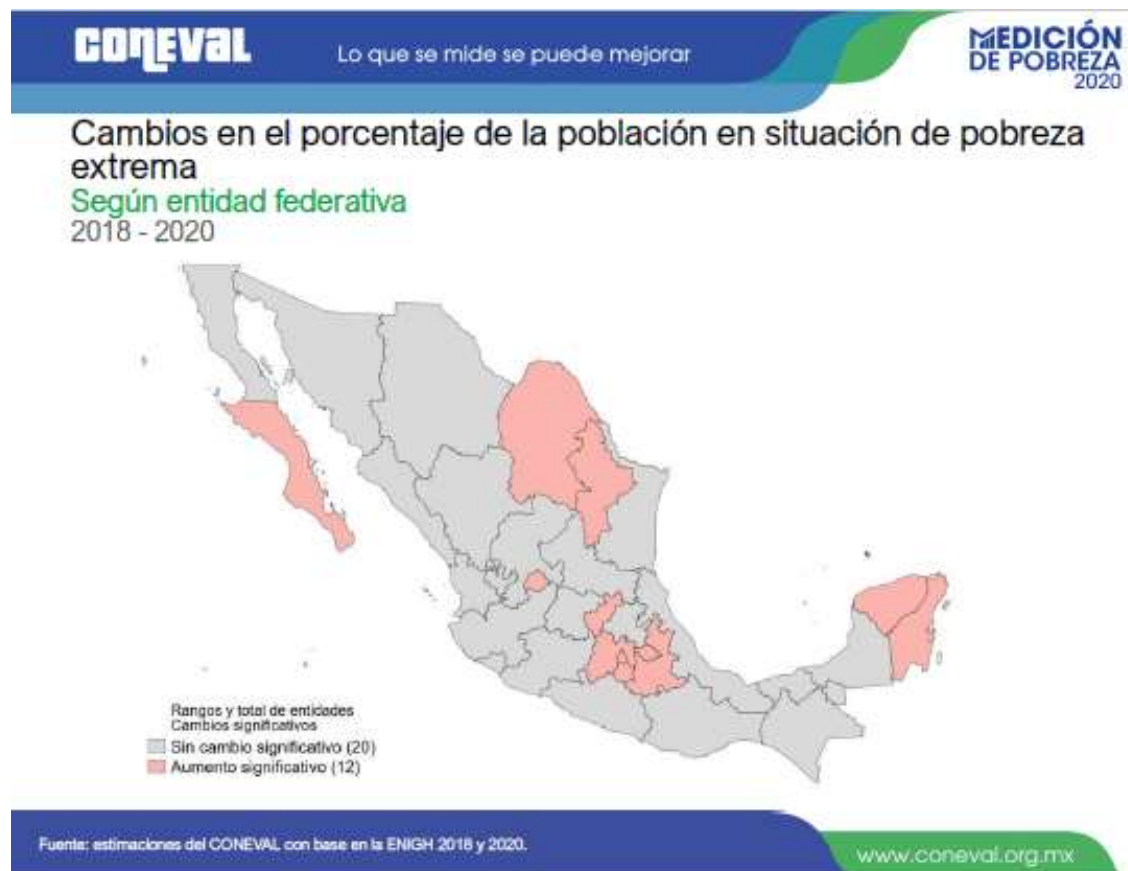 CONEVAL
Lo que se mide se puede mejorar
MEDICIÓN
DE POBREZA
2020
Cambios en el porcentaje de la población en situación de pobreza
extrema
Según entidad federativa
2018 - 2020
Rangos y total de entidades
Cambios significativos
Sin cambio significativo (20)
Aumento significativo (12)
Fuente: estimaciones del CONEVAL con base en la ENIGH 2018 y 2020.
www.coneval.org.mx